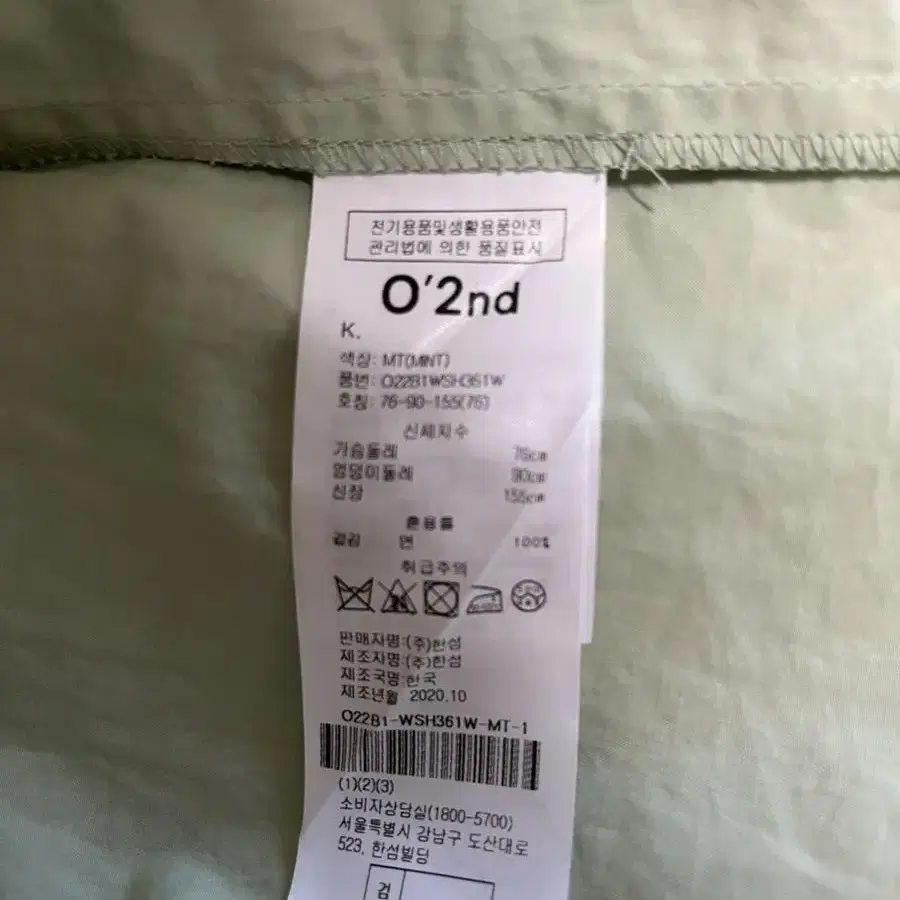 전기용품및생활용품안전
관리법에 의한 품질표시
O'2nd
K.
색상: MT(MINT)
품번: O22B1WSH361W
호칭: 76-90-155(76)
신체치수
가슴둘레 76cm
엉덩이둘레 90cm
신장 155cm
혼용률
겉감 면 100%
취급주의
판매자명:(주)한섬
제조자명:(주)한섬
제조국명:한국
제조년월 2020.10
O22B1-WSH361W-MT-1
(1)(2)(3)
소비자상담실(1800-5700)
서울특별시 강남구 도산대로
523, 한섬빌딩
검